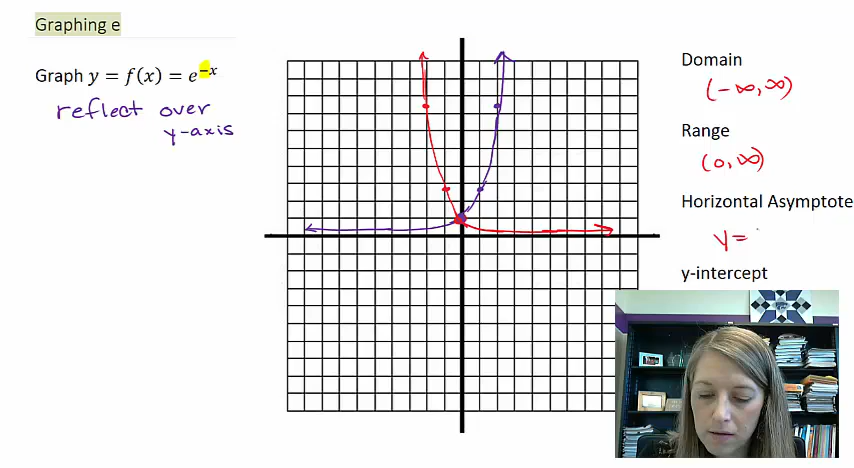 Graphing e
Graph y = f(x) = e^{-x}
reflect over
y-axis
Domain
(-∞,∞)
Range
(0,∞)
Horizontal Asymptote
y=
y-intercept